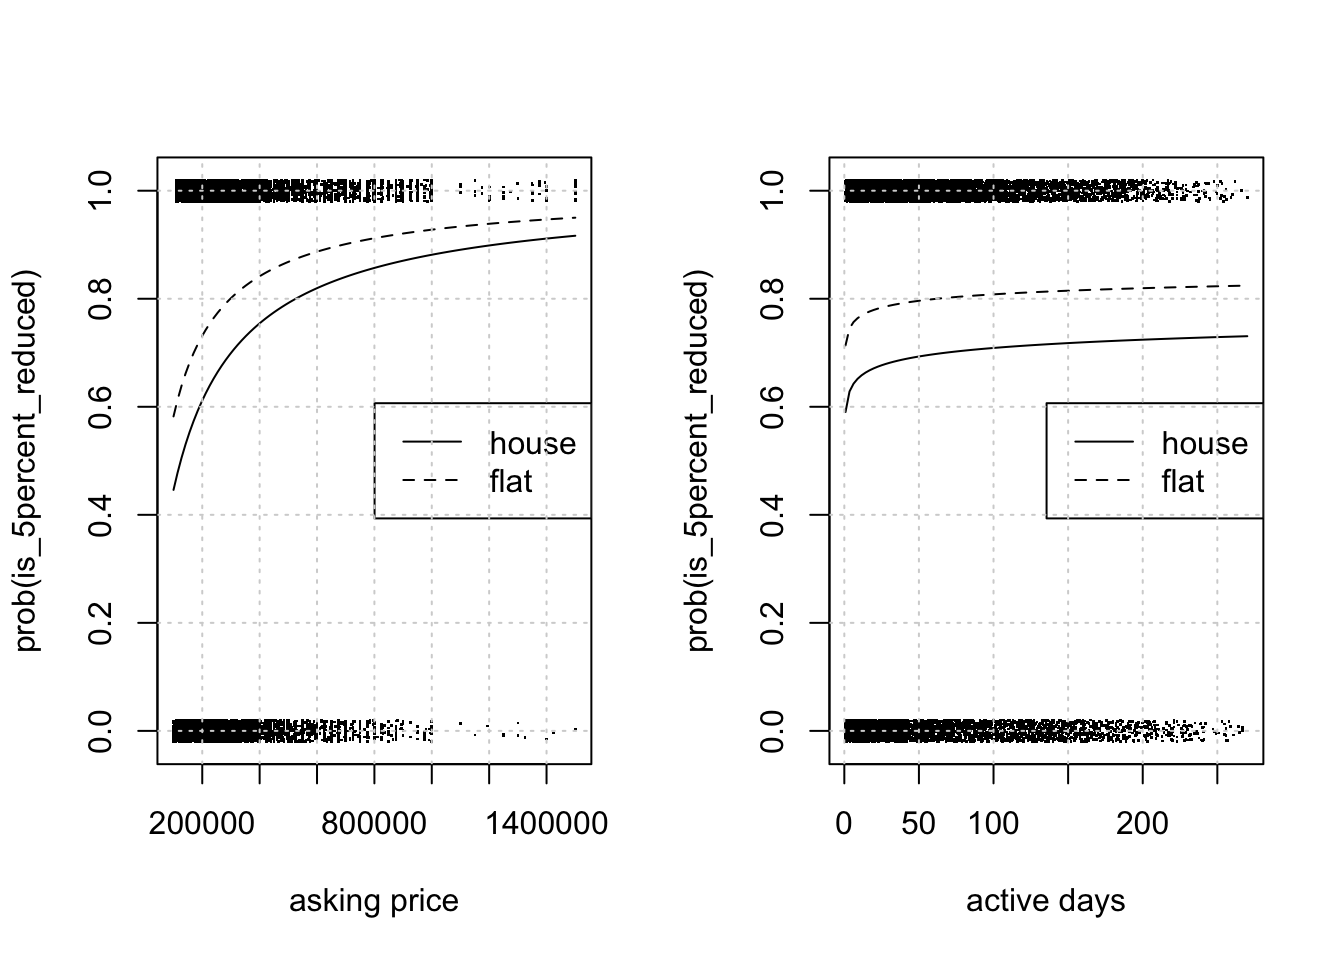 prob(is_5percent_reduced)
1.0
0.8
0.6
0.4
0.2
0.0
house
flat
200000 800000 1400000
asking price
prob(is_5percent_reduced)
1.0
0.8
0.6
0.4
0.2
0.0
house
flat
0 50 100 200
active days